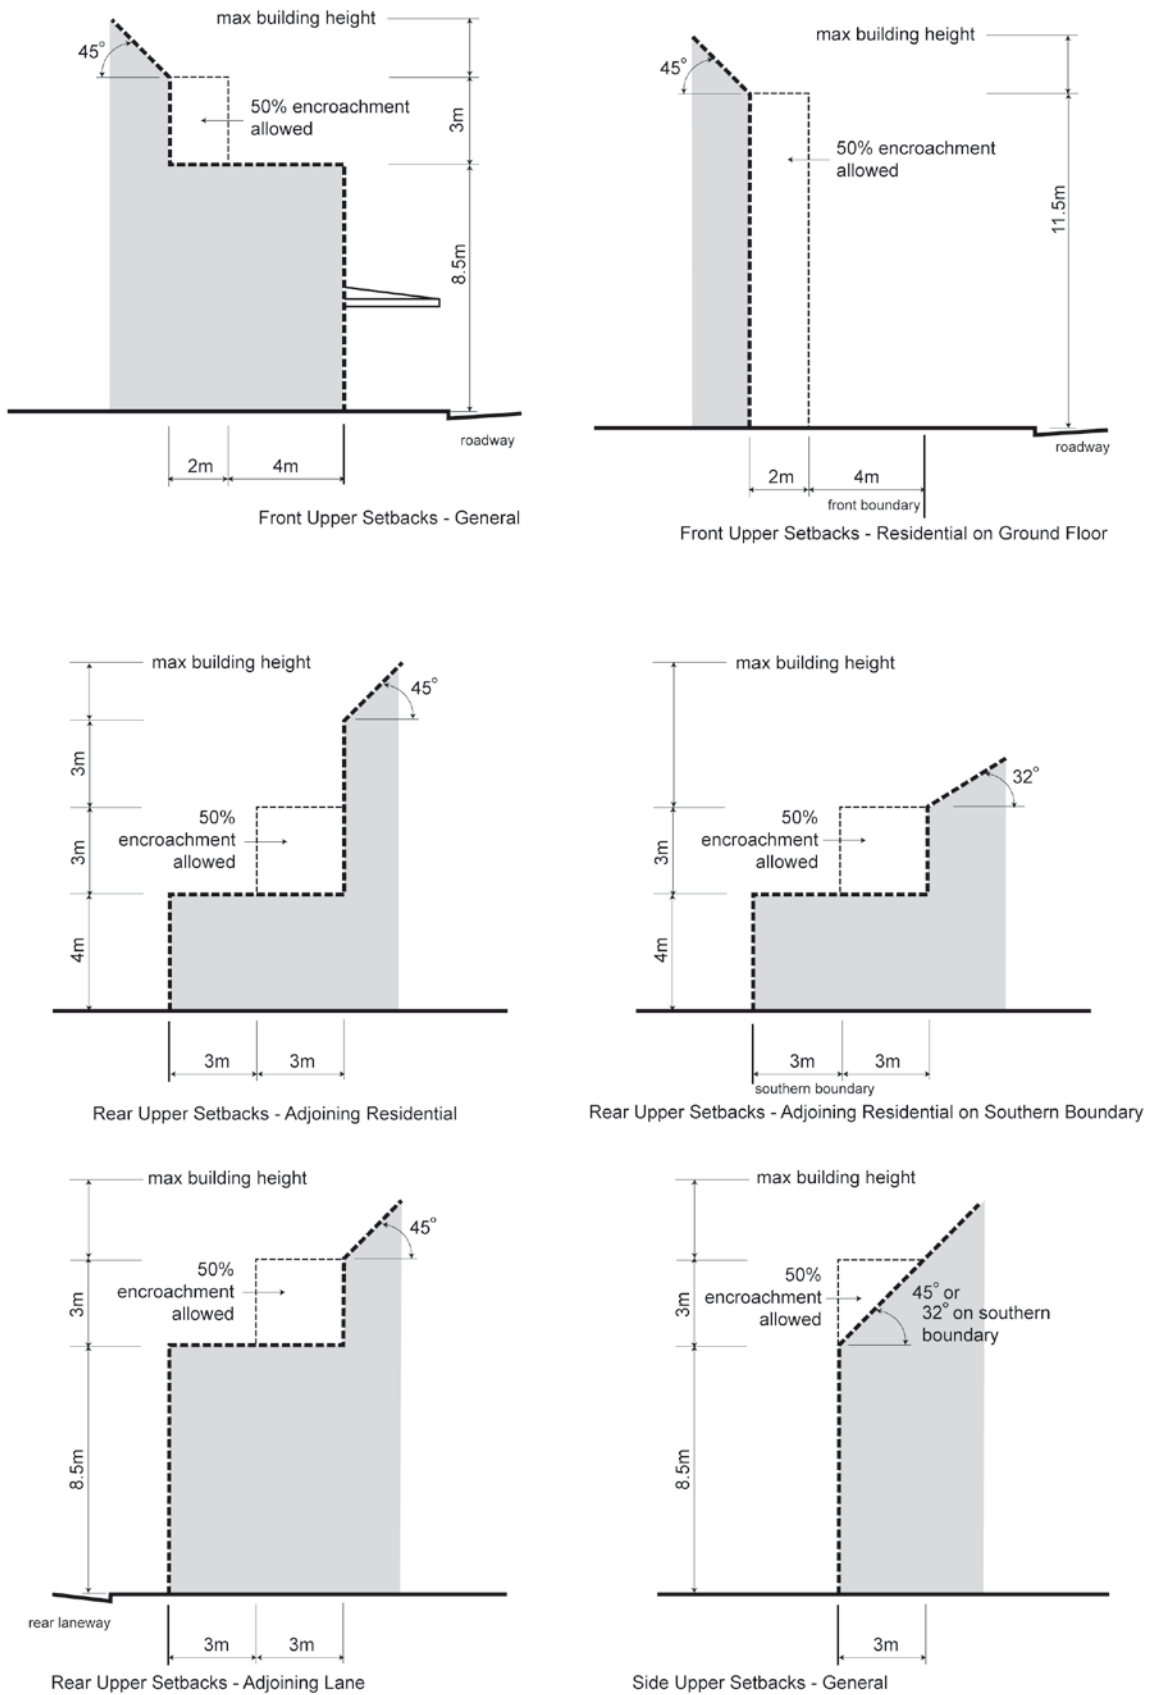 max building height
45°
50% encroachment
allowed
3m
8.5m
roadway
2m
4m
Front Upper Setbacks - General
max building height
45°
50% encroachment
allowed
11.5m
roadway
2m
4m
front boundary
Front Upper Setbacks - Residential on Ground Floor
max building height
45°
3m
50%
encroachment
allowed
3m
4m
3m
3m
Rear Upper Setbacks - Adjoining Residential
max building height
32°
50%
encroachment
allowed
3m
4m
3m
3m
southern boundary
Rear Upper Setbacks - Adjoining Residential on Southern Boundary
max building height
45°
50%
encroachment
allowed
3m
8.5m
rear laneway
3m
3m
Rear Upper Setbacks - Adjoining Lane
max building height
50%
encroachment
allowed
45° or
32° on southern
boundary
3m
8.5m
3m
Side Upper Setbacks - General